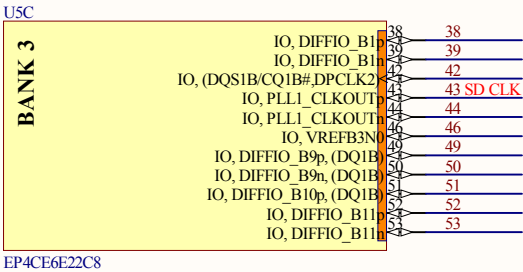 U5C
BANK 3
IO, DIFFIO_B1p 38 38
IO, DIFFIO_B1n 39 39
IO, (DQS1B/CQ1B#,DPCLK2) 42 42
IO, PLL1_CLKOUTp 43 43 SD CLK
IO, PLL1_CLKOUTn 44 44
IO, VREFB3N0 46 46
IO, DIFFIO_B9p, (DQ1B) 49 49
IO, DIFFIO_B9n, (DQ1B) 50 50
IO, DIFFIO_B10p, (DQ1B) 51 51
IO, DIFFIO_B11p 52 52
IO, DIFFIO_B11n 53 53
EP4CE6E22C8